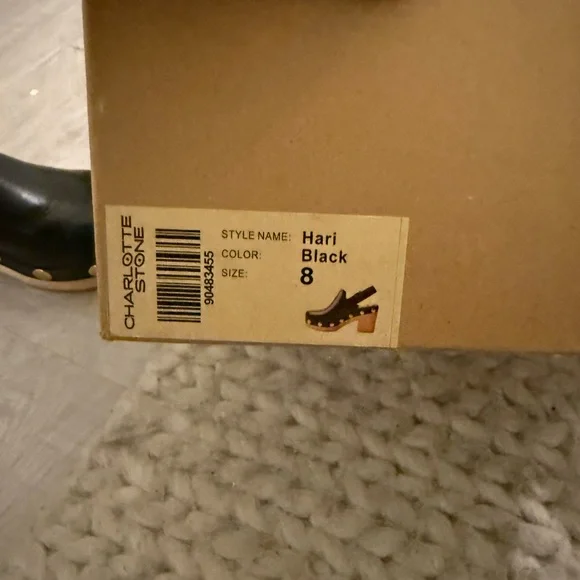 CHARLOTTE
STONE
90483455
STYLE NAME: Hari
COLOR: Black
SIZE: 8